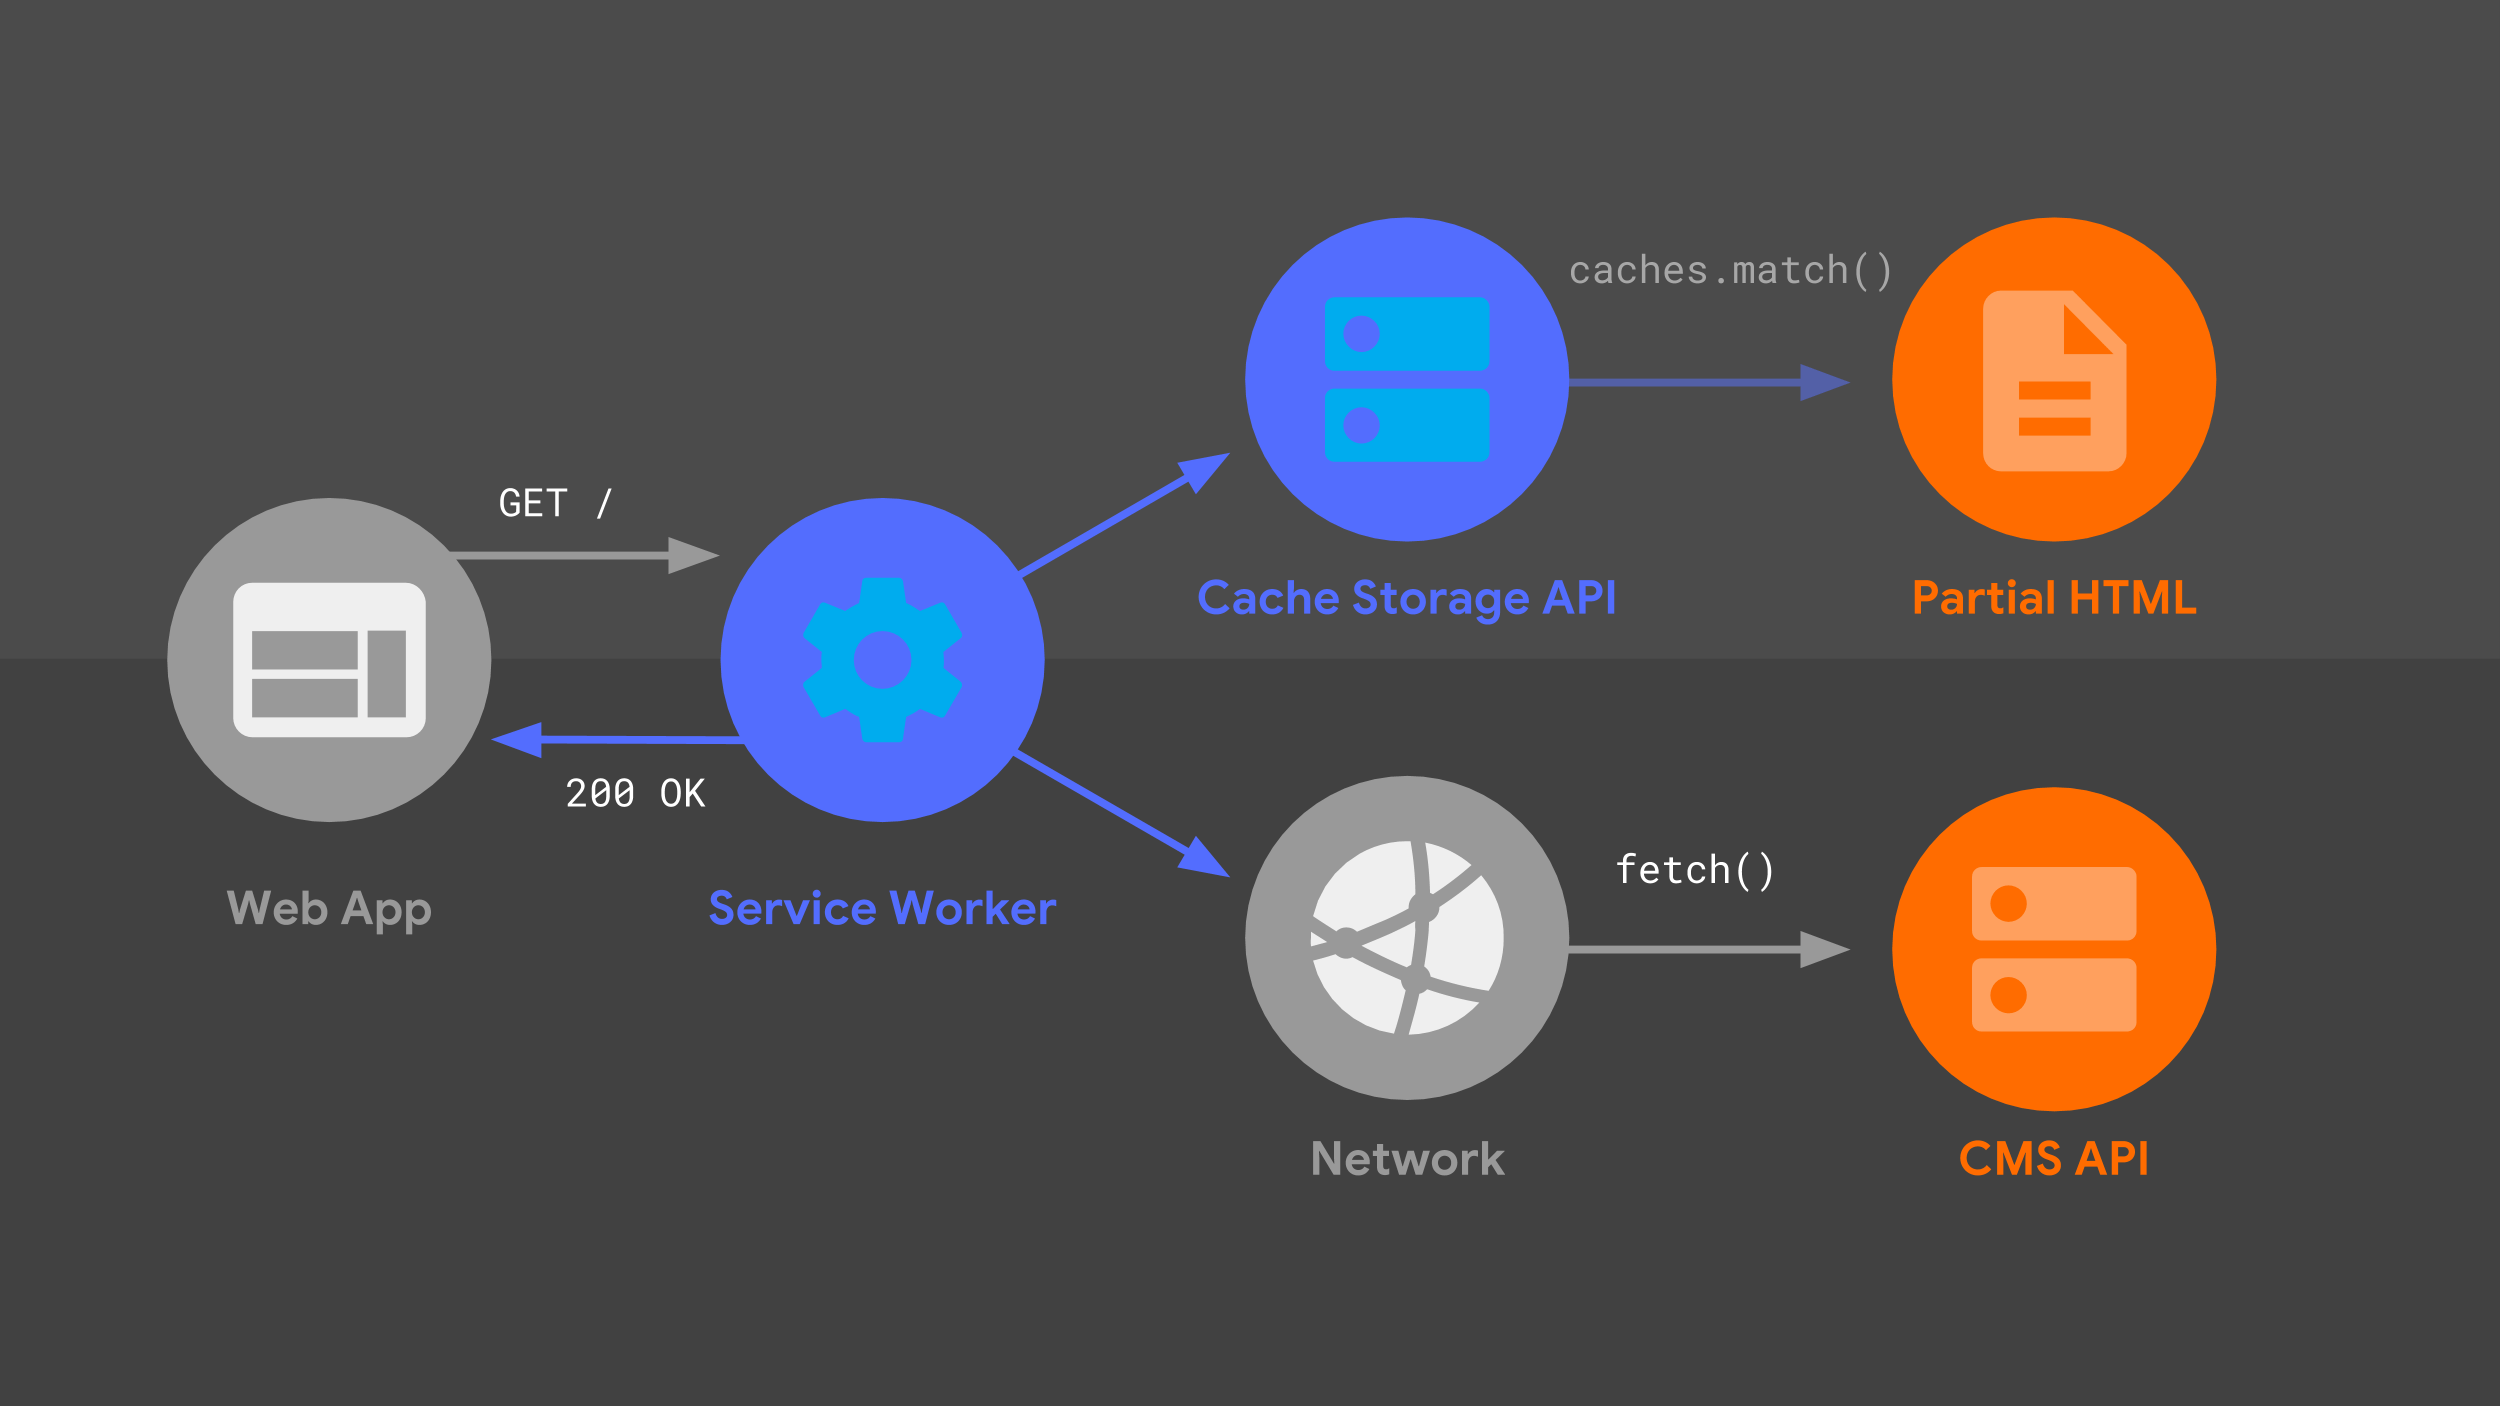 caches.match()
GET /
Cache Storage API
Partial HTML
200 OK
fetch()
Web App
Service Worker
Network
CMS API